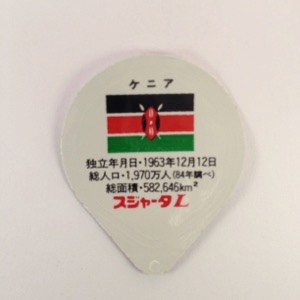 ケニア
独立年月日・1963年12月12日
総人口・1,970万人(84年調べ)
総面積・582,646km²
スジャータL